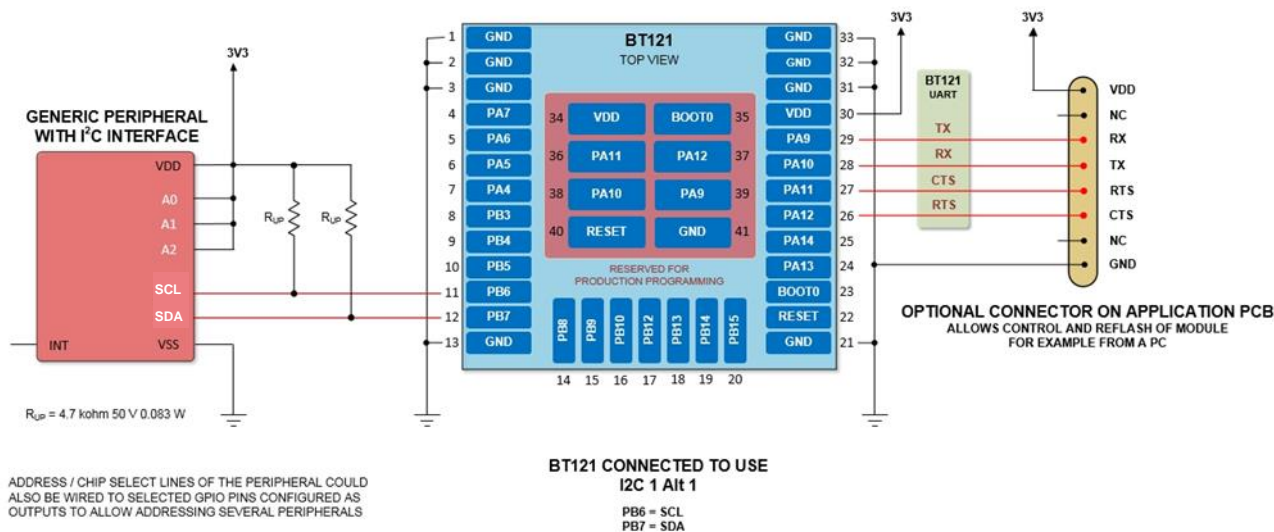 3V3
GENERIC PERIPHERAL
WITH I²C INTERFACE
VDD
A0
A1
A2
SCL
SDA
INT
VSS
R_UP
R_UP
R_UP = 4.7 kohm 50 V 0.083 W
ADDRESS / CHIP SELECT LINES OF THE PERIPHERAL COULD
ALSO BE WIRED TO SELECTED GPIO PINS CONFIGURED AS
OUTPUTS TO ALLOW ADDRESSING SEVERAL PERIPHERALS
BT121
TOP VIEW
1 GND
2 GND
3 GND
4 PA7
5 PA6
6 PA5
7 PA4
8 PB3
9 PB4
10 PB5
11 PB6
12 PB7
13 GND
34 VDD BOOT0 35
36 PA11 PA12 37
38 PA10 PA9 39
40 RESET GND 41
RESERVED FOR
PRODUCTION PROGRAMMING
PB8 PB9 PB10 PB12 PB13 PB14 PB15
14 15 16 17 18 19 20
GND 33
GND 32
GND 31
VDD 30
PA9 29
PA10 28
PA11 27
PA12 26
PA14 25
PA13 24
BOOT0 23
RESET 22
GND 21
3V3
BT121
UART
TX
RX
CTS
RTS
3V3
VDD
NC
RX
TX
RTS
CTS
NC
GND
OPTIONAL CONNECTOR ON APPLICATION PCB
ALLOWS CONTROL AND REFLASH OF MODULE
FOR EXAMPLE FROM A PC
BT121 CONNECTED TO USE
I2C 1 Alt 1
PB6 = SCL
PB7 = SDA